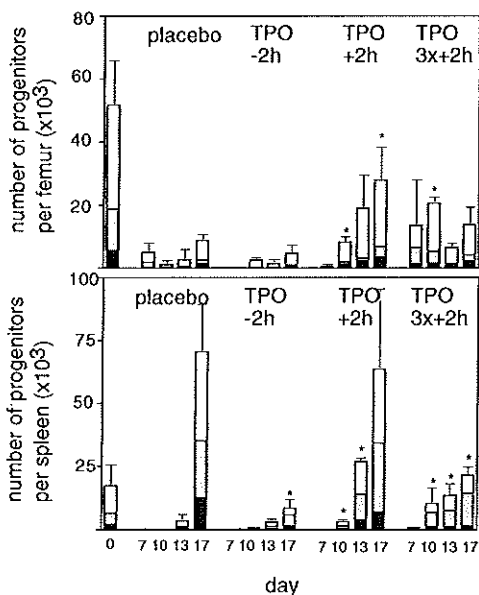 number of progenitors
per femur (x10³)
80
60
40
20
0
placebo
TPO
-2h
TPO
+2h
TPO
3x+2h
*
*
*
number of progenitors
per spleen (x10³)
100
75
50
25
placebo
TPO
-2h
TPO
+2h
TPO
3x+2h
*
*
*
*
*
*
0
7 10 13 17
7 10 13 17
7 10 13 17
7 10 13 17
day